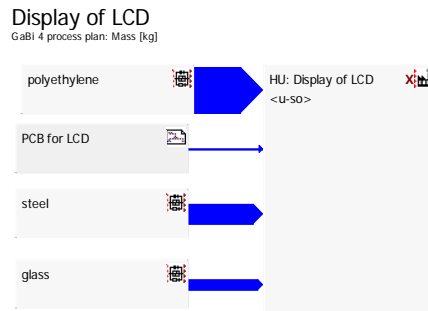 Display of LCD
GaBi 4 process plan: Mass [kg]
polyethylene
HU: Display of LCD
<u-so>
PCB for LCD
steel
glass